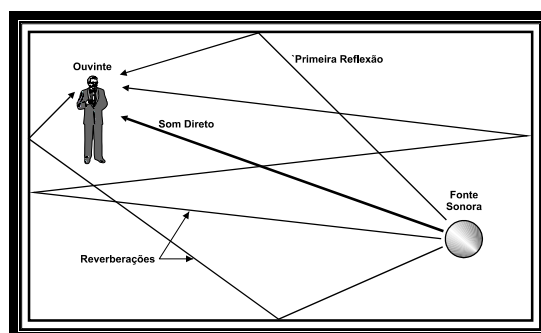 `Primeira Reflexão
Ouvinte
Som Direto
Fonte
Sonora
Reverberações